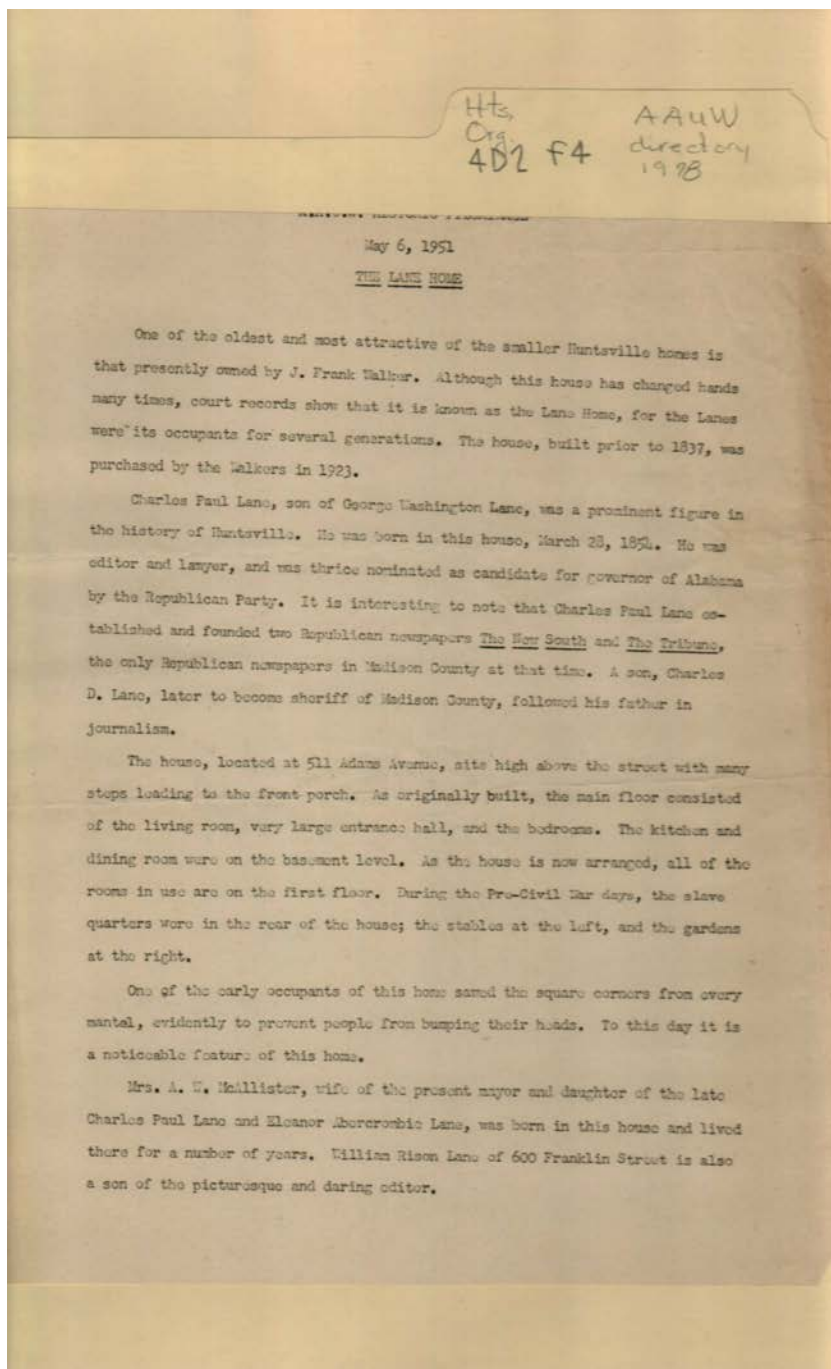 Hts,
Org.
4D2 F4
AAUW
directory
1978
May 6, 1951
THE LANE HOME
One of the oldest and most attractive of the smaller Huntsville homes is
that presently owned by J. Frank Walker. Although this house has changed hands
many times, court records show that it is known as the Lane Home, for the Lanes
were its occupants for several generations. The house, built prior to 1837, was
purchased by the Walkers in 1923.
Charles Paul Lane, son of George Washington Lane, was a prominent figure in
the history of Huntsville. He was born in this house, March 28, 1854. He was
editor and lawyer, and was thrice nominated as candidate for governor of Alabama
by the Republican Party. It is interesting to note that Charles Paul Lane es-
tablished and founded two Republican newspapers The New South and The Tribune,
the only Republican newspapers in Madison County at that time. A son, Charles
D. Lane, later to become sheriff of Madison County, followed his father in
journalism.
The house, located at 511 Adams Avenue, sits high above the street with many
steps leading to the front porch. As originally built, the main floor consisted
of the living room, very large entrance hall, and the bedrooms. The kitchen and
dining room were on the basement level. As the house is now arranged, all of the
rooms in use are on the first floor. During the Pre-Civil War days, the slave
quarters were in the rear of the house; the stables at the left, and the gardens
at the right.
One of the early occupants of this home sawed the square corners from every
mantel, evidently to prevent people from bumping their heads. To this day it is
a noticeable feature of this home.
Mrs. A. W. McAllister, wife of the present mayor and daughter of the late
Charles Paul Lane and Eleanor Abercrombie Lane, was born in this house and lived
there for a number of years. William Rison Lane of 600 Franklin Street is also
a son of the picturesque and daring editor.